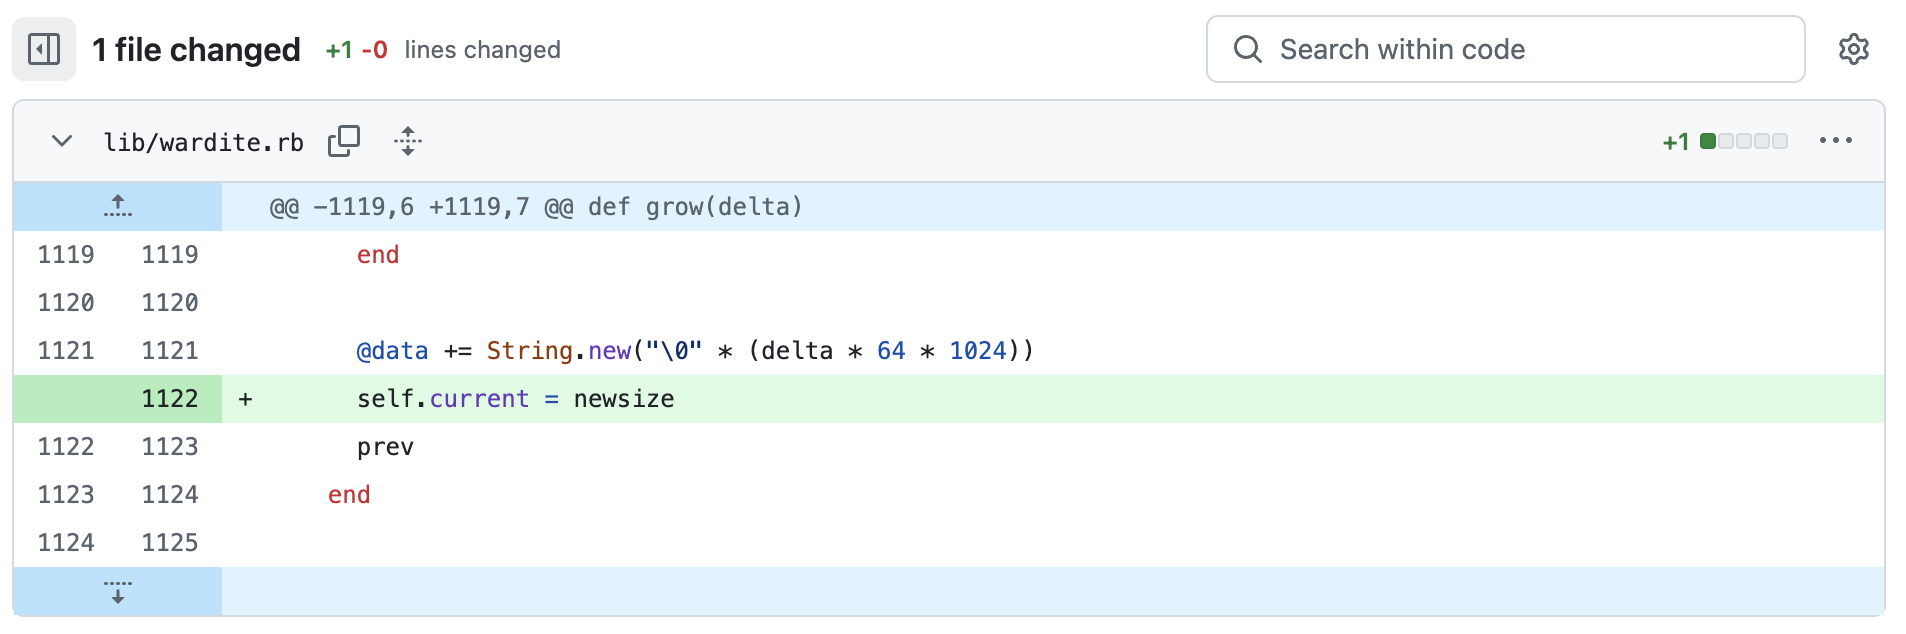 1 file changed +1 -0 lines changed Search within code
lib/wardite.rb +1
@@ -1119,6 +1119,7 @@ def grow(delta)
1119 1119 end
1120 1120
1121 1121 @data += String.new("\0" * (delta * 64 * 1024))
1122 + self.current = newsize
1122 1123 prev
1123 1124 end
1124 1125